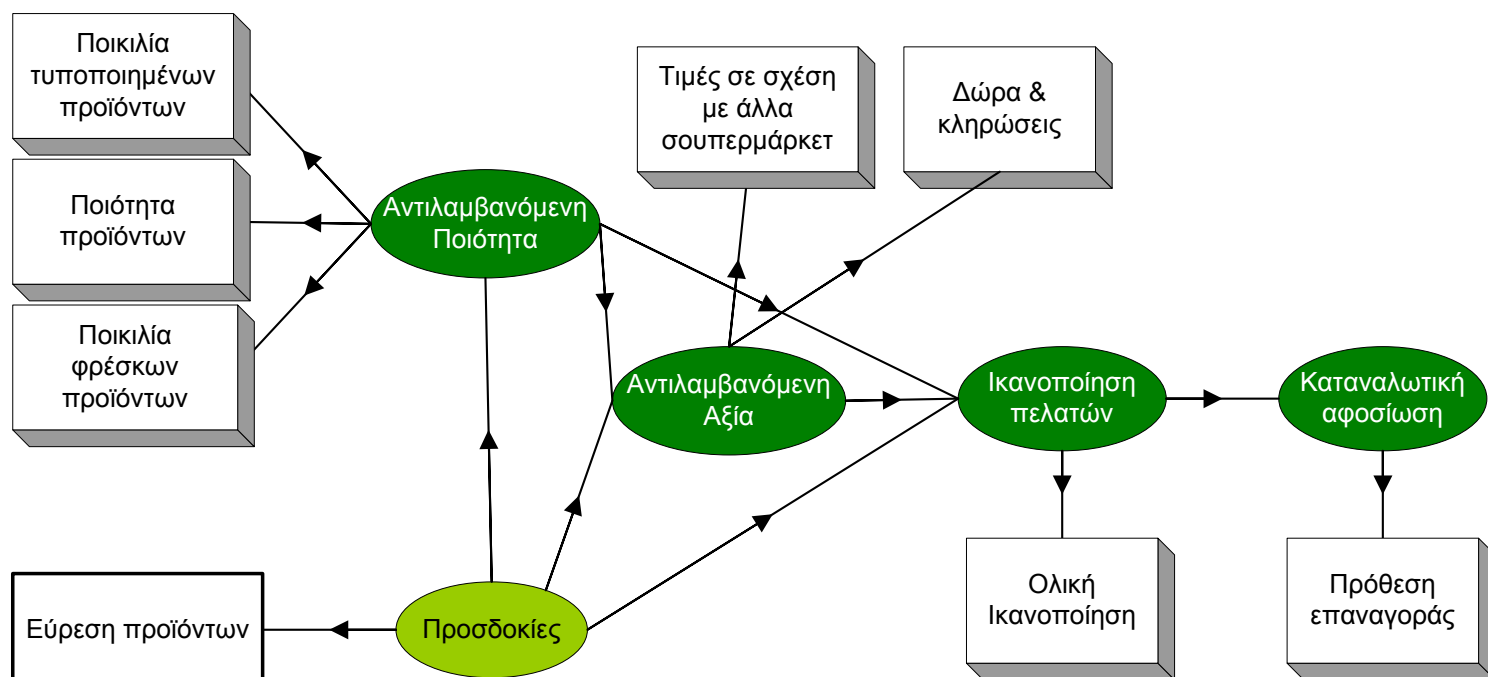 Ποικιλία
τυποποιημένων
προϊόντων
Τιμές σε σχέση
με άλλα
σουπερμάρκετ
Δώρα &
κληρώσεις
Ποιότητα
προϊόντων
Αντιλαμβανόμενη
Ποιότητα
Ποικιλία
φρέσκων
προϊόντων
Αντιλαμβανόμενη
Αξία
Ικανοποίηση
πελατών
Καταναλωτική
αφοσίωση
Εύρεση προϊόντων
Προσδοκίες
Ολική
Ικανοποίηση
Πρόθεση
επαναγοράς